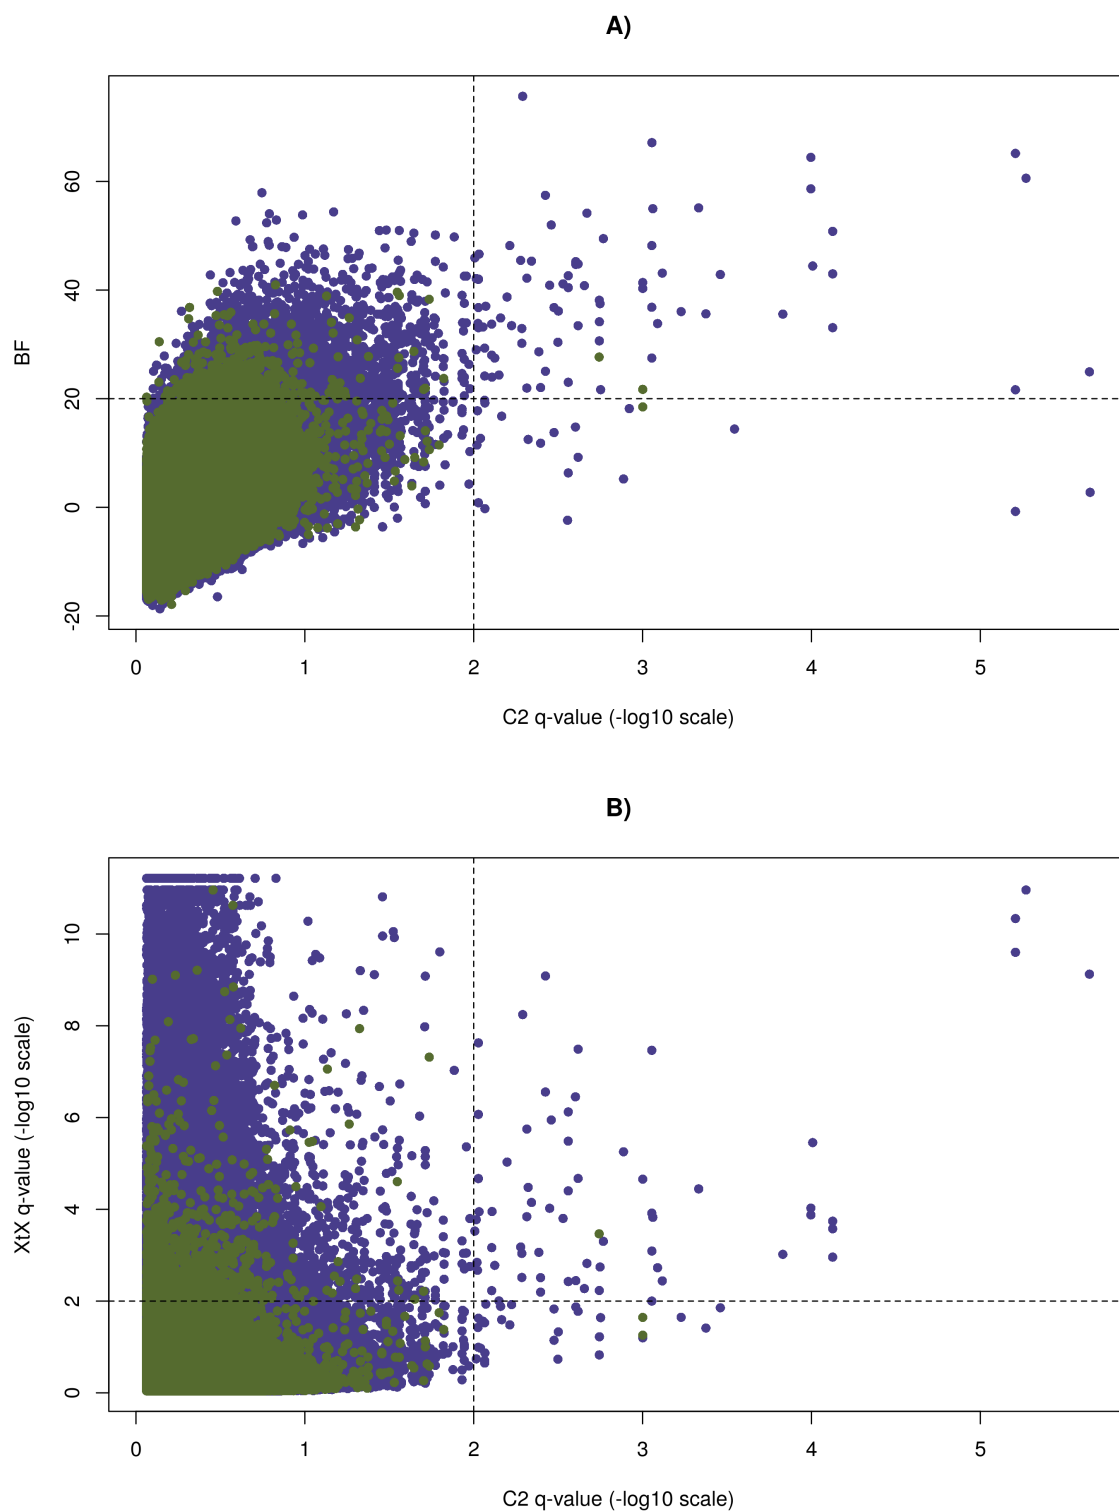 A)
BF
60
40
20
0
-20
0 1 2 3 4 5
C2 q-value (-log10 scale)
B)
XtX q-value (-log10 scale)
10
8
6
4
2
0
0 1 2 3 4 5
C2 q-value (-log10 scale)